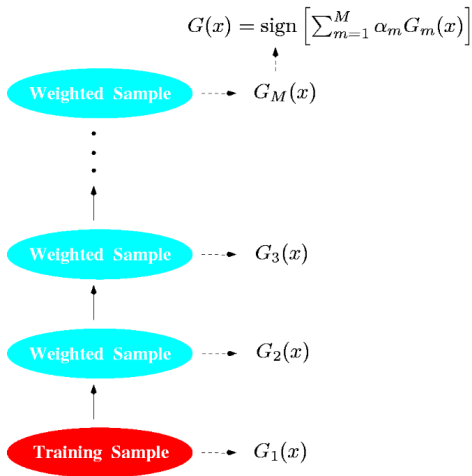 G(x) = sign [∑_{m=1}^{M} α_m G_m(x)]
Weighted Sample G_M(x)
Weighted Sample G_3(x)
Weighted Sample G_2(x)
Training Sample G_1(x)